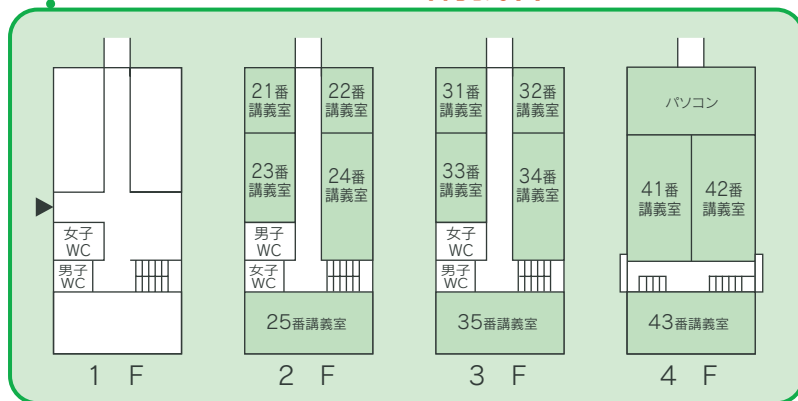 女子
WC
男子
WC
1 F
21番
講義室
22番
講義室
23番
講義室
24番
講義室
男子
WC
女子
WC
25番講義室
2 F
31番
講義室
32番
講義室
33番
講義室
34番
講義室
女子
WC
男子
WC
35番講義室
3 F
パソコン
41番
講義室
42番
講義室
43番講義室
4 F